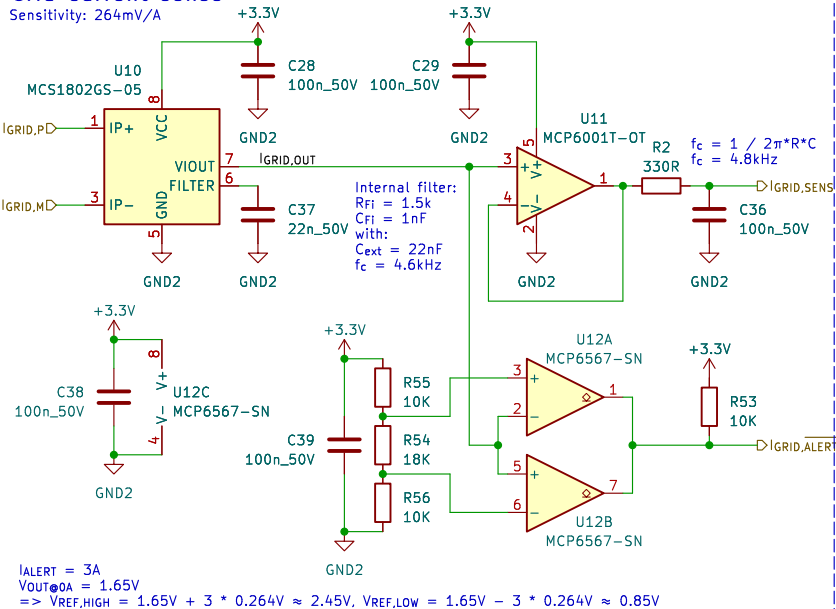 Sensitivity: 264mV/A
+3.3V
+3.3V
U10
MCS1802GS-05
C28
100n_50V
C29
100n_50V
8
VCC
GND2
GND2
U11
MCP6001T-OT
IGRID,P
1
IP+
VIOUT
7
IGRID,OUT
FILTER
6
IGRID,M
3
IP-
GND
5
GND2
C37
22n_50V
GND2
Internal filter:
RFi = 1.5k
CFi = 1nF
with:
Cext = 22nF
fc = 4.6kHz
5
3
+
V+
1
4
-
V-
2
GND2
R2
330R
fc = 1 / 2π*R*C
fc = 4.8kHz
IGRID,SENS
C36
100n_50V
GND2
+3.3V
8
V+
C38
100n_50V
U12C
MCP6567-SN
V-
4
GND2
+3.3V
R55
10K
C39
100n_50V
R54
18K
R56
10K
GND2
U12A
MCP6567-SN
3
+
1
2
-
5
+
7
6
-
U12B
MCP6567-SN
+3.3V
R53
10K
IGRID,ALER
IALERT = 3A
VOUT@0A = 1.65V
=> VREF,HIGH = 1.65V + 3 * 0.264V ≈ 2.45V, VREF,LOW = 1.65V - 3 * 0.264V ≈ 0.85V